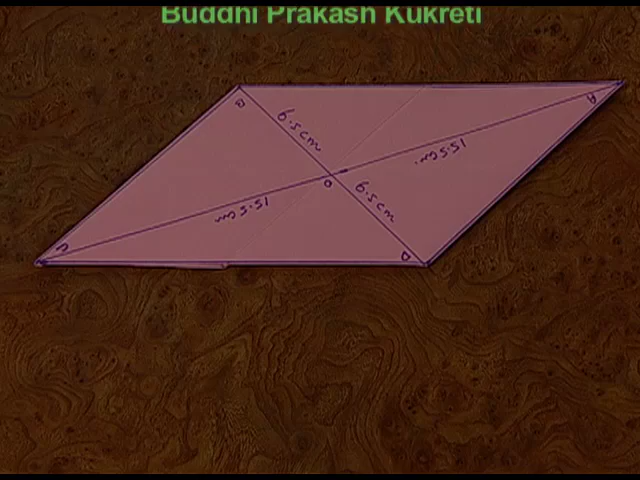 Buddhi Prakash Kukreti
B
A
6.5cm
15.5cm.
O
6.5cm
15.5cm
C
D